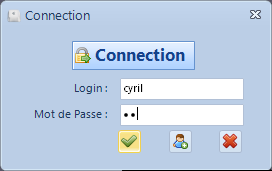 Connection
Connection
Login : cyril
Mot de Passe : ••